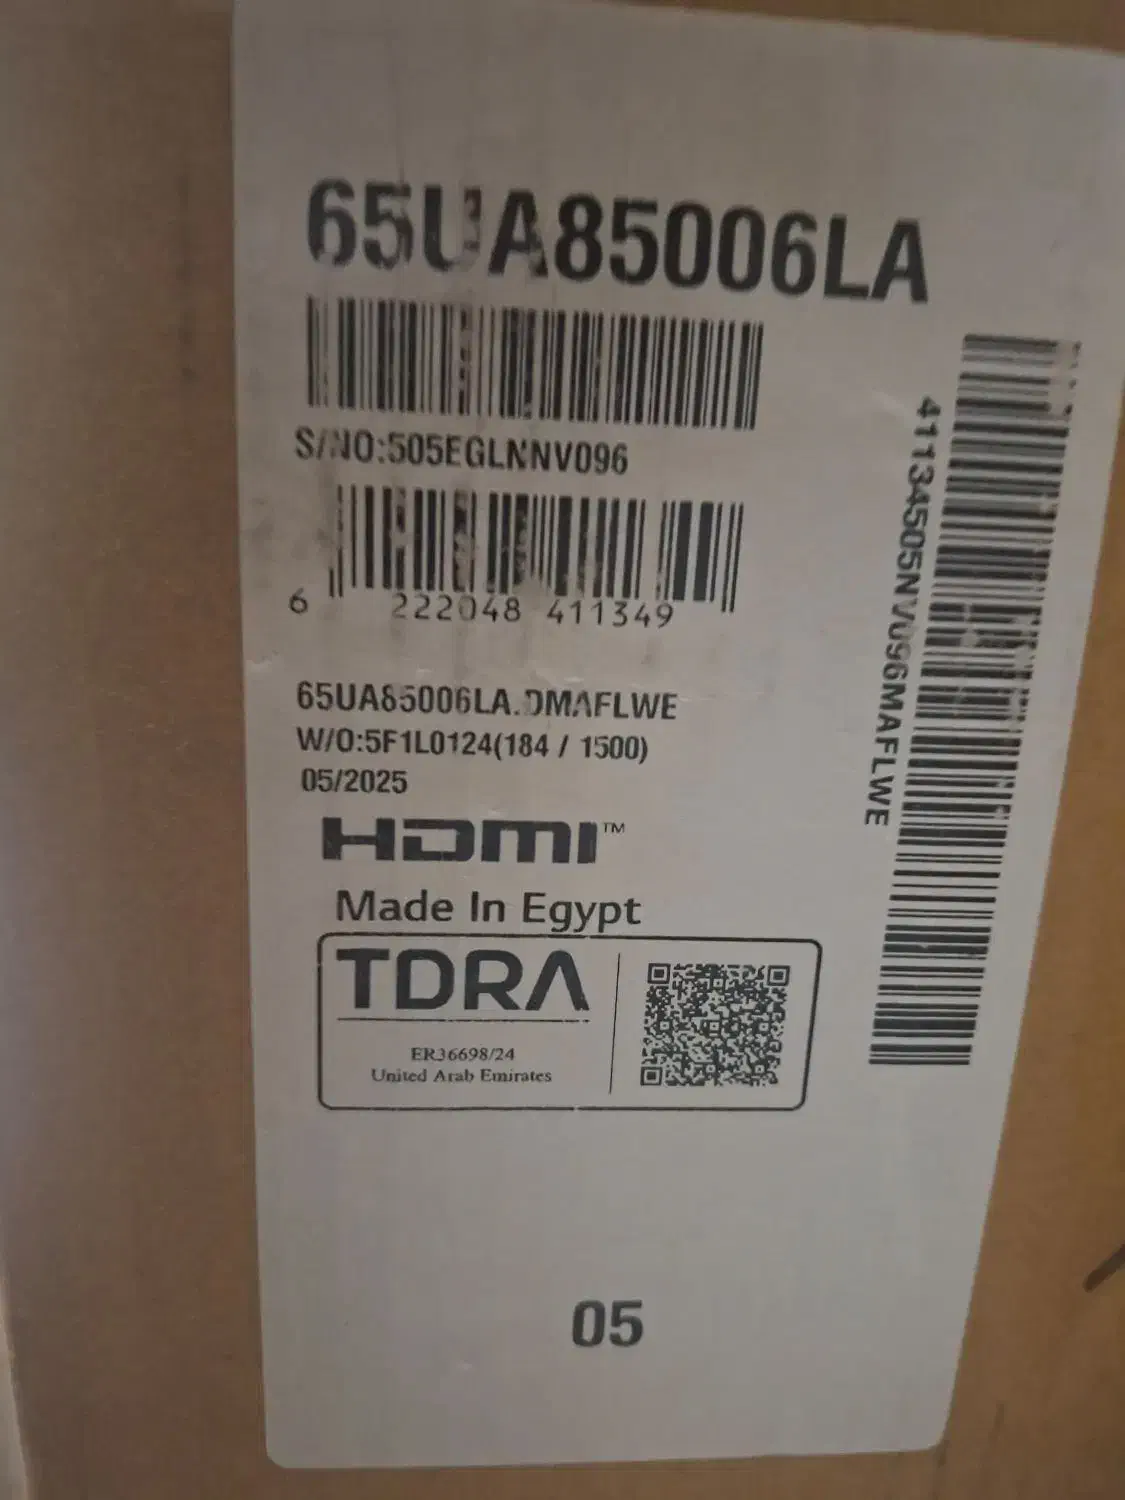 65UA85006LA
S/NO:505EGLNNV096
6 222048 411349
65UA85006LA.DMAFLWE
W/O:5F1L0124(184 / 1500)
05/2025
HDMI™
Made In Egypt
TDRA
ER36698/24
United Arab Emirates
05
41134505NV096MAFLWE